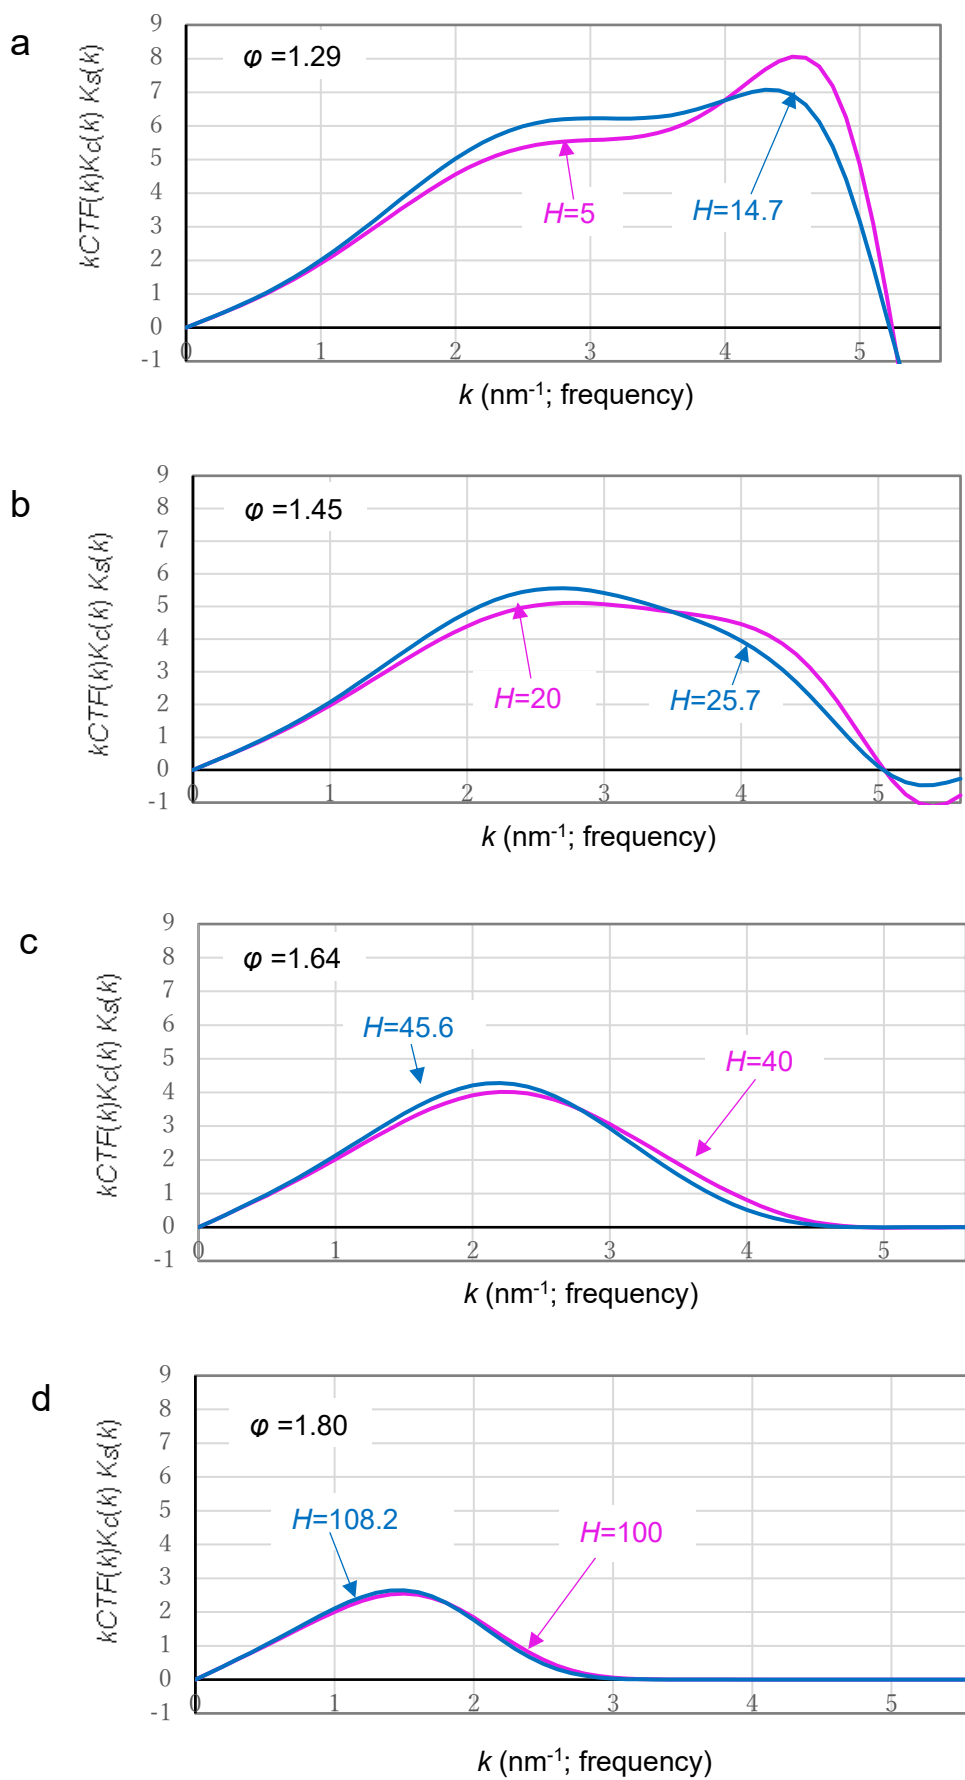 a
kCTF(k)Kc(k) Ks(k)
9
8
7
6
5
4
3
2
1
0
-1
φ =1.29
H=5
H=14.7
0 1 2 3 4 5
k (nm-1; frequency)
b
kCTF(k)Kc(k) Ks(k)
9
8
7
6
5
4
3
2
1
0
-1
φ =1.45
H=20
H=25.7
0 1 2 3 4 5
k (nm-1; frequency)
c
kCTF(k)Kc(k) Ks(k)
9
8
7
6
5
4
3
2
1
0
-1
φ =1.64
H=45.6
H=40
0 1 2 3 4 5
k (nm-1; frequency)
d
kCTF(k)Kc(k) Ks(k)
9
8
7
6
5
4
3
2
1
0
-1
φ =1.80
H=108.2
H=100
0 1 2 3 4 5
k (nm-1; frequency)